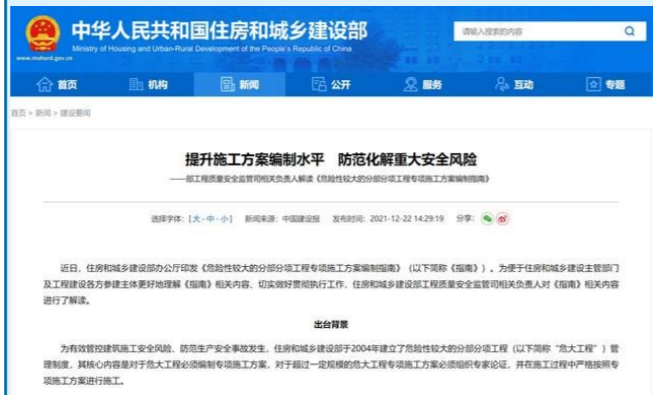 中华人民共和国住房和城乡建设部
Ministry of Housing and Urban-Rural Development of the People's Republic of China
www.mohurd.gov.cn
请输入搜索的内容
首页 机构 新闻 公开 服务 互动 专题
首页 > 新闻 > 建设要闻
提升施工方案编制水平 防范化解重大安全风险
——部工程质量安全监管司相关负责人解读《危险性较大的分部分项工程专项施工方案编制指南》
选择字体：[大-中-小] 新闻来源：中国建设报 发布时间：2021-12-22 14:29:19 分享：
近日，住房和城乡建设部办公厅印发《危险性较大的分部分项工程专项施工方案编制指南》（以下简称《指南》）。为便于住房和城乡建设主管部门
及工程建设各方参建主体更好地理解《指南》相关内容、切实做好贯彻执行工作，住房和城乡建设部工程质量安全监管司相关负责人对《指南》相关内容
进行了解读。
出台背景
为有效管控建筑施工安全风险、防范生产安全事故发生，住房和城乡建设部于2004年建立了危险性较大的分部分项工程（以下简称“危大工程”）管
理制度，其核心内容是对于危大工程必须编制专项施工方案，对于超过一定规模的危大工程专项施工方案必须组织专家论证，并在施工过程中严格按照专
项施工方案进行施工。